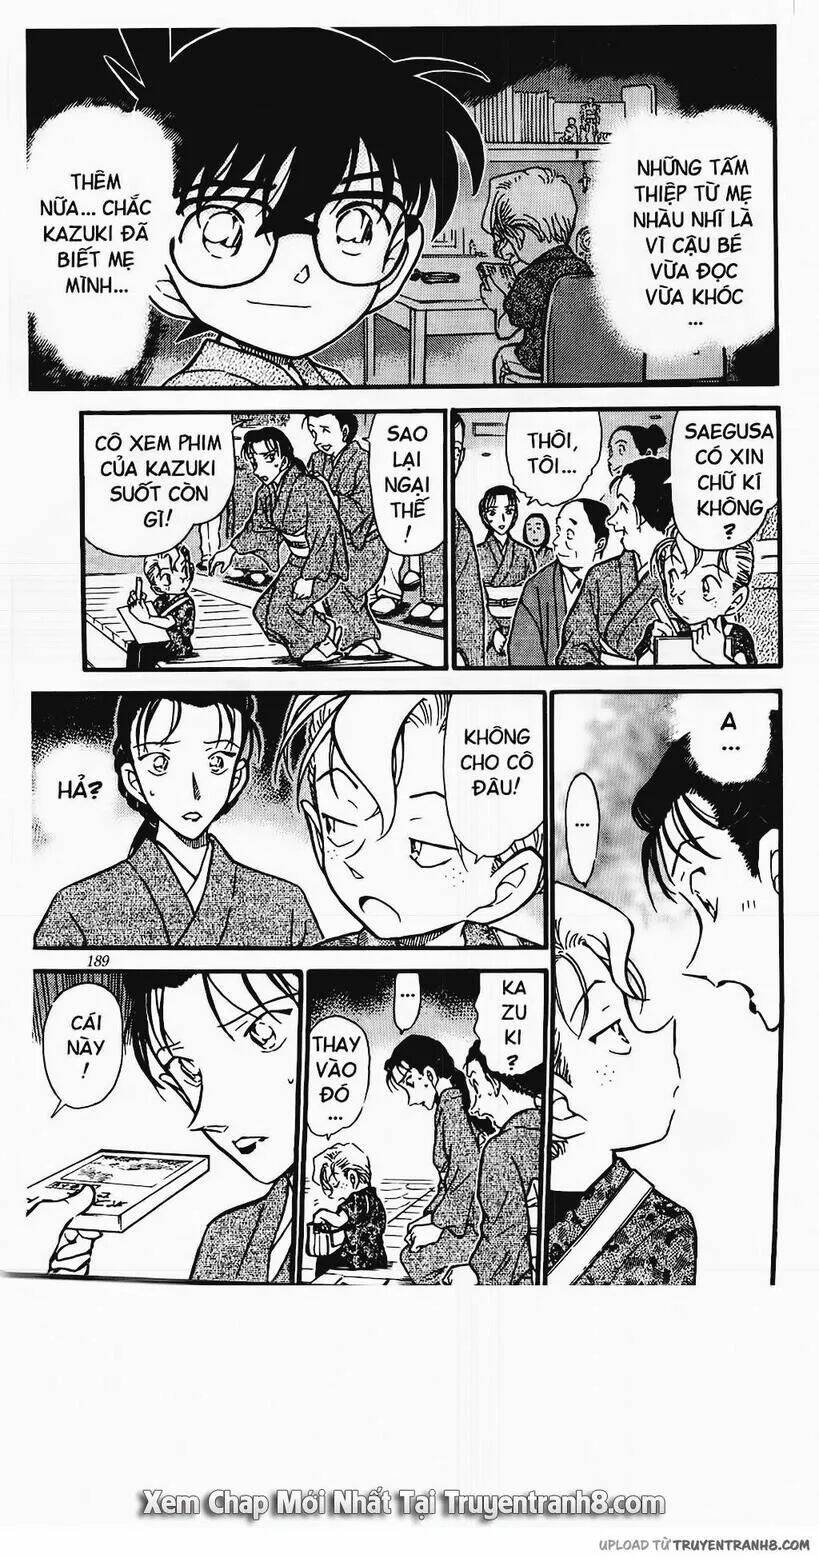 NHỮNG TẤM
THIỆP TỪ MẸ
NHÀU NHĨ LÀ
VÌ CẬU BÉ
VỪA ĐỌC
VỪA KHÓC
...
THÊM
NỮA... CHẮC
KAZUKI ĐÃ
BIẾT MẸ
MÌNH...
SAEGUSA
CÓ XIN
CHỮ KÍ
KHÔNG
?
THÔI,
TÔI...
SAO
LẠI
NGẠI
THẾ
!
CÔ XEM PHIM
CỦA KAZUKI
SUỐT CÒN
GÌ!
A
...
...
KHÔNG
CHO CÔ
ĐÂU!
HẢ?
189
KA
ZU
KI
?
...
THAY
VÀO
ĐÓ
...
CÁI
NÀY
!
Xem Chap Mới Nhất Tại Truyentranh8.com
UPLOAD TỪ TRUYENTRANH8.COM